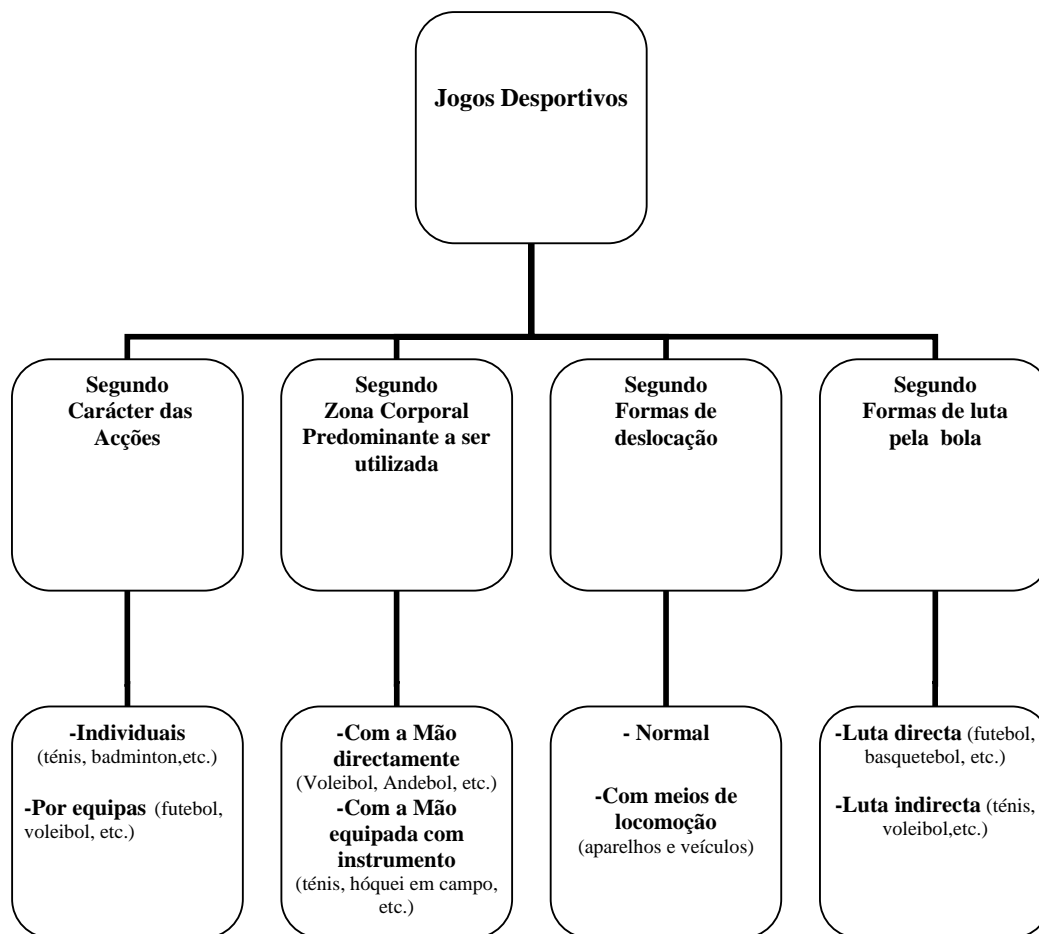 Jogos Desportivos
Segundo
Carácter das
Acções
Segundo
Zona Corporal
Predominante a ser
utilizada
Segundo
Formas de
deslocação
Segundo
Formas de luta
pela bola
-Individuais
(ténis, badminton,etc.)
-Por equipas (futebol,
voleibol, etc.)
-Com a Mão
directamente
(Voleibol, Andebol, etc.)
-Com a Mão
equipada com
instrumento
(ténis, hóquei em campo,
etc.)
- Normal
-Com meios de
locomoção
(aparelhos e veículos)
-Luta directa (futebol,
basquetebol, etc.)
-Luta indirecta (ténis,
voleibol,etc.)